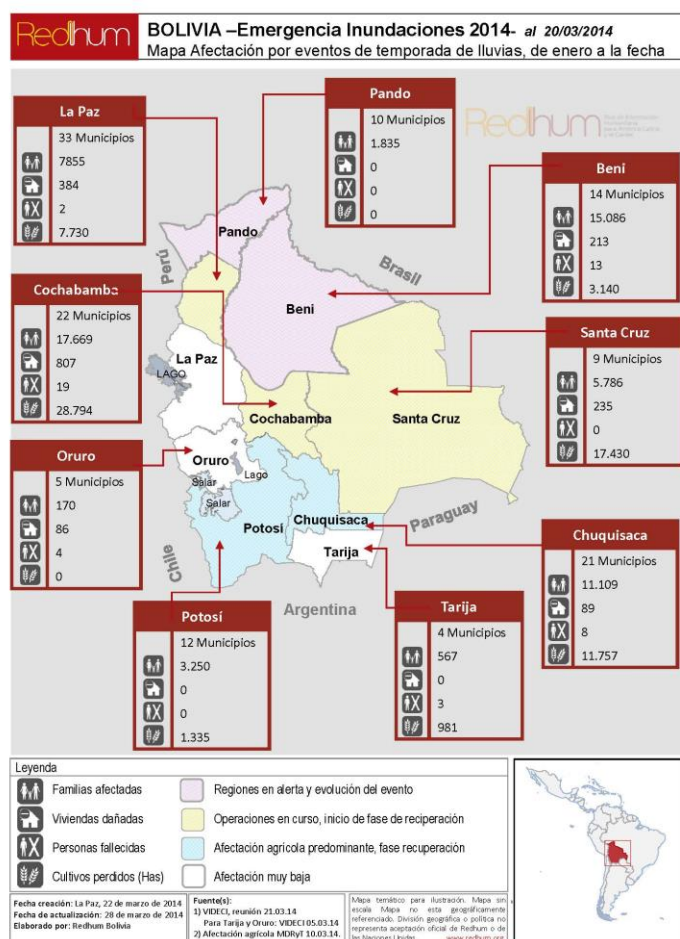 Redhum
BOLIVIA –Emergencia Inundaciones 2014- al 20/03/2014
Mapa Afectación por eventos de temporada de lluvias, de enero a la fecha
La Paz
33 Municipios
7855
384
2
7.730
Pando
10 Municipios
1.835
0
0
0
Redhum
Beni
14 Municipios
15.086
213
13
3.140
Cochabamba
22 Municipios
17.669
807
19
28.794
Santa Cruz
9 Municipios
5.786
235
0
17.430
Oruro
5 Municipios
170
86
4
0
Chuquisaca
21 Municipios
11.109
89
8
11.757
Potosí
12 Municipios
3.250
0
0
1.335
Tarija
4 Municipios
567
0
3
981
Perú
Pando
Brasil
Beni
La Paz
LAGO
Cochabamba
Santa Cruz
Oruro
Salar
Lago
Salar
Potosí
Chuquisaca
Paraguay
Tarija
Chile
Argentina
Leyenda
Familias afectadas
Regiones en alerta y evolución del evento
Viviendas dañadas
Operaciones en curso, inicio de fase de reciperación
Personas fallecidas
Afectación agrícola predominante, fase recuperación
Cultivos perdidos (Has)
Afectación muy baja
Fecha creación: La Paz, 22 de marzo de 2014
Fecha de actualización: 28 de marzo de 2014
Elaborado por: Redhum Bolivia
Fuente(s):
1) VIDECI, reunión 21.03.14
Para Tarija y Oruro: VIDECI 05.03.14
2) Afectación agrícola MDRyT 10.03.14.
Mapa temático para ilustración. Mapa sin
escala Mapa no esta geográficamente
referenciado. División geográfica o política no
representa aceptación oficial de Redhum o de
las Naciones Unidas. www.redhum.org